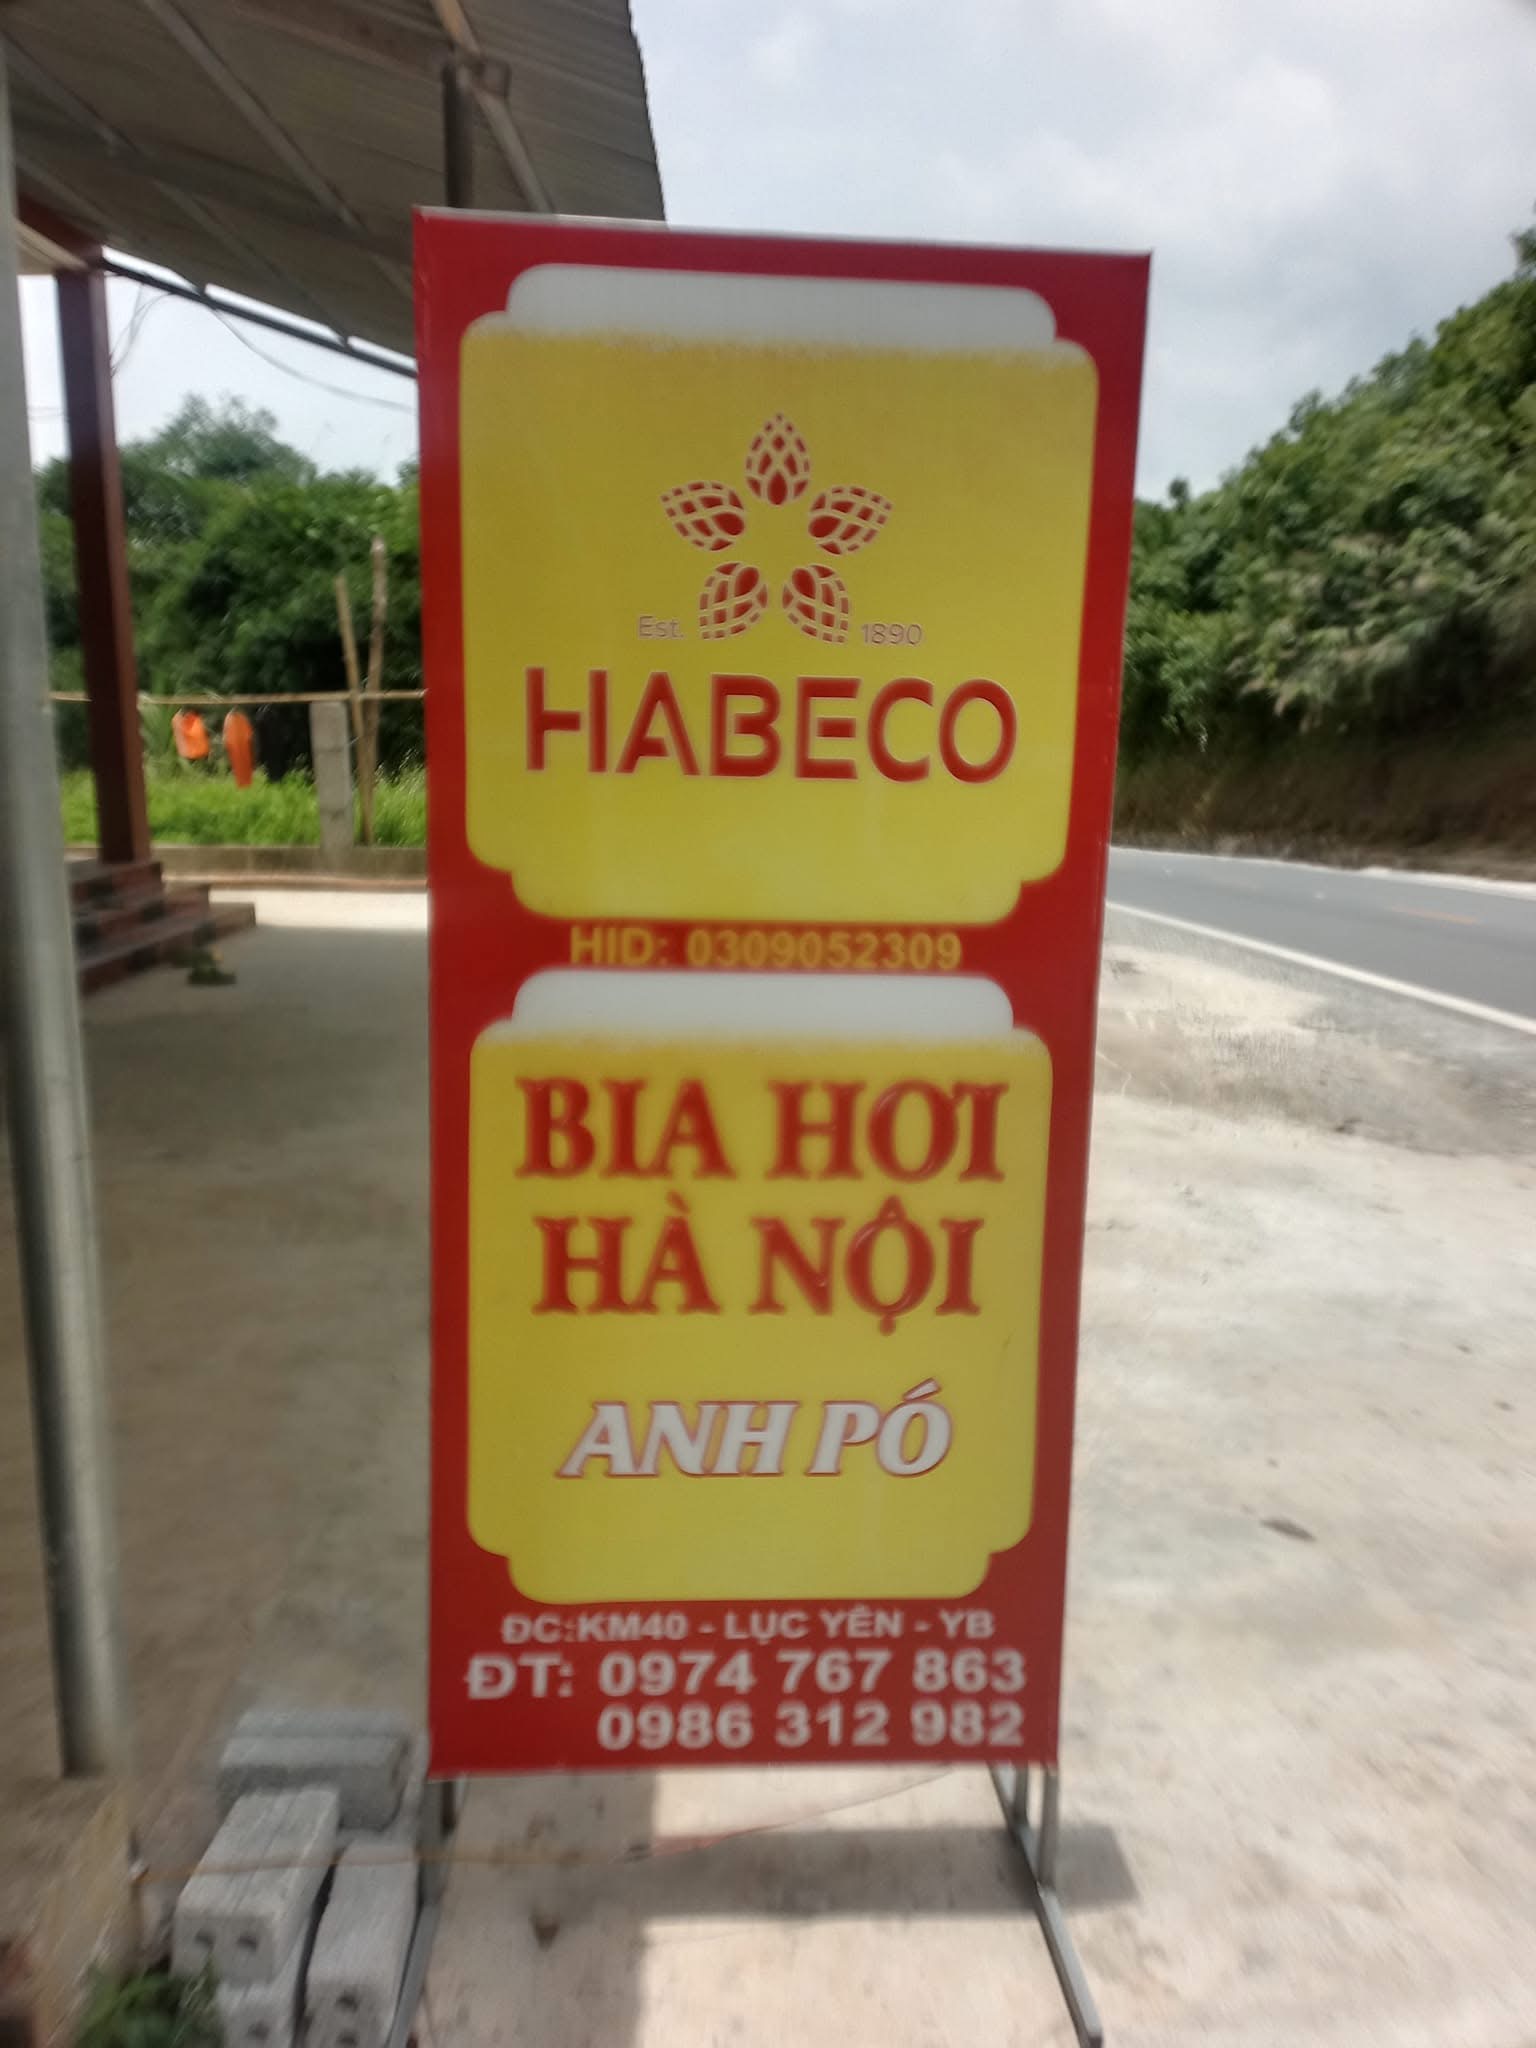 Est. 1890
HABECO
HID: 0309052309
BIA HƠI
HÀ NỘI
ANH PÓ
ĐC:KM40 - LỤC YÊN - YB
ĐT: 0974 767 863
0986 312 982